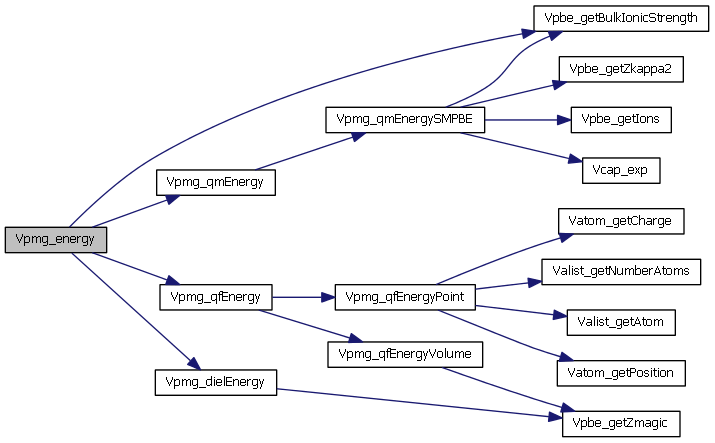 Vpbe_getBulkIonicStrength
Vpbe_getZkappa2
Vpmg_qmEnergySMPBE
Vpbe_getIons
Vcap_exp
Vpmg_qmEnergy
Vpmg_energy
Vatom_getCharge
Valist_getNumberAtoms
Vpmg_qfEnergy
Vpmg_qfEnergyPoint
Valist_getAtom
Vpmg_qfEnergyVolume
Vatom_getPosition
Vpmg_dielEnergy
Vpbe_getZmagic